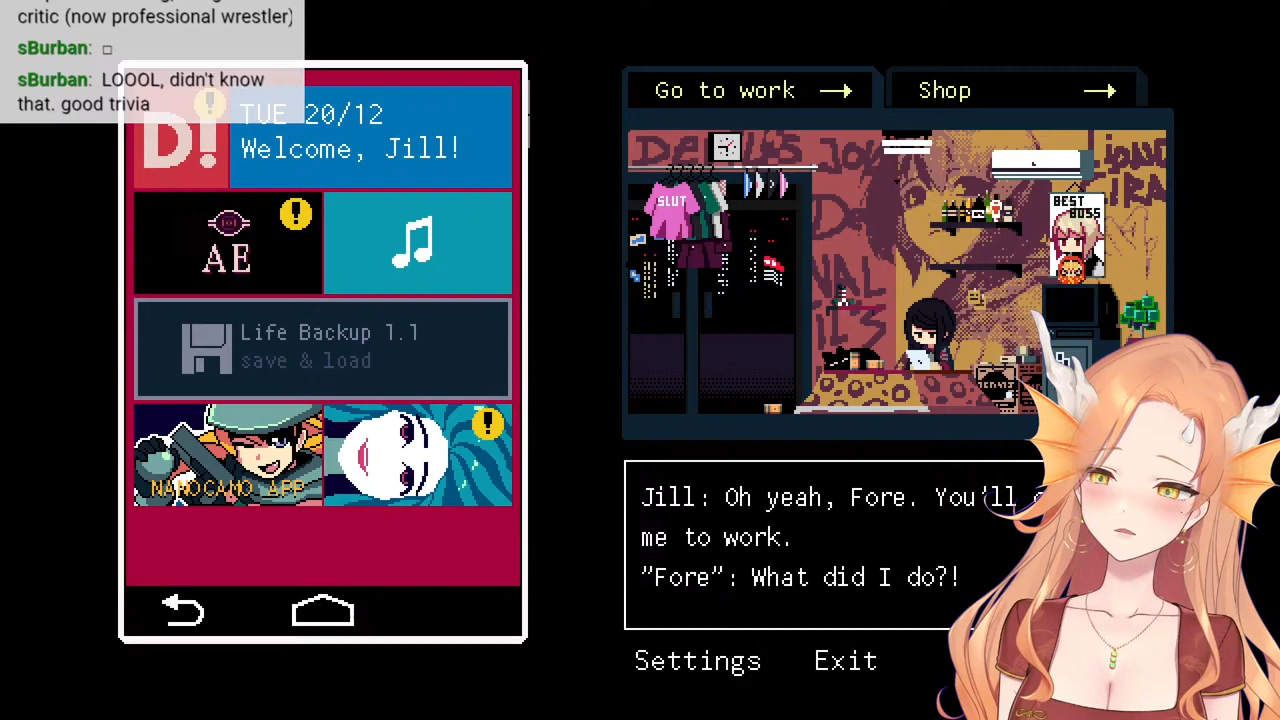 critic (now professional wrestler)
sBurban: □
sBurban: LOOOL, didn't know
that. good trivia
D!
TUE 20/12
Welcome, Jill!
AE
Life Backup 1.1
save & load
NANOCAMO APP
Go to work →
Shop →
SLUT
BEST
BOSS
Jill: Oh yeah, Fore. You'll
me to work.
"Fore": What did I do?!
Settings
Exit